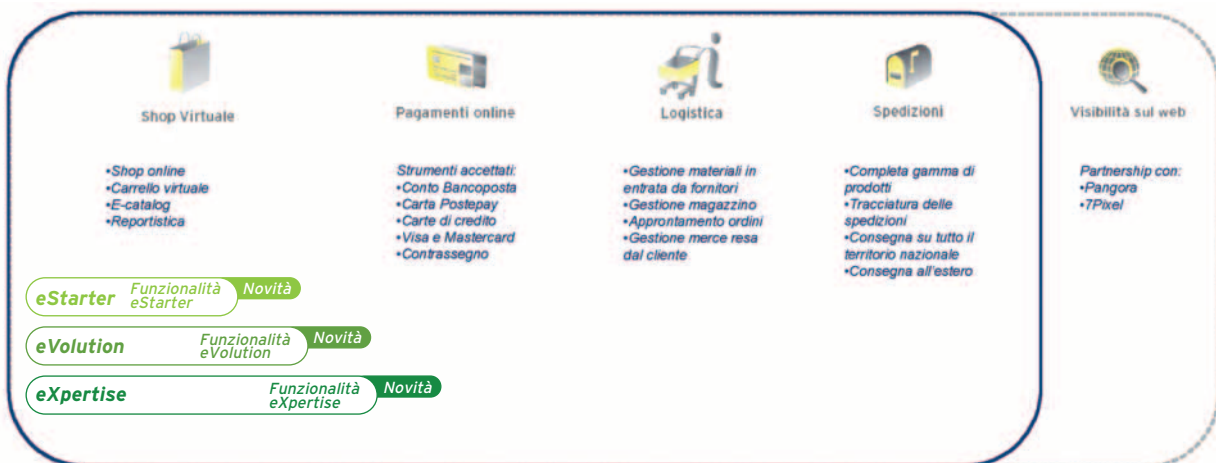 Shop Virtuale
•Shop online
•Carrello virtuale
•E-catalog
•Reportistica
Pagamenti online
Strumenti accettati:
•Conto Bancoposta
•Carta Postepay
•Carte di credito
•Visa e Mastercard
•Contrassegno
Logistica
•Gestione materiali in
entrata da fornitori
•Gestione magazzino
•Approntamento ordini
•Gestione merce resa
dal cliente
Spedizioni
•Completa gamma di
prodotti
•Tracciatura delle
spedizioni
•Consegna su tutto il
territorio nazionale
•Consegna all'estero
Visibilità sul web
Partnership con:
•Pangora
•7Pixel
eStarter
Funzionalità
eStarter
Novità
eVolution
Funzionalità
eVolution
Novità
eXpertise
Funzionalità
eXpertise
Novità